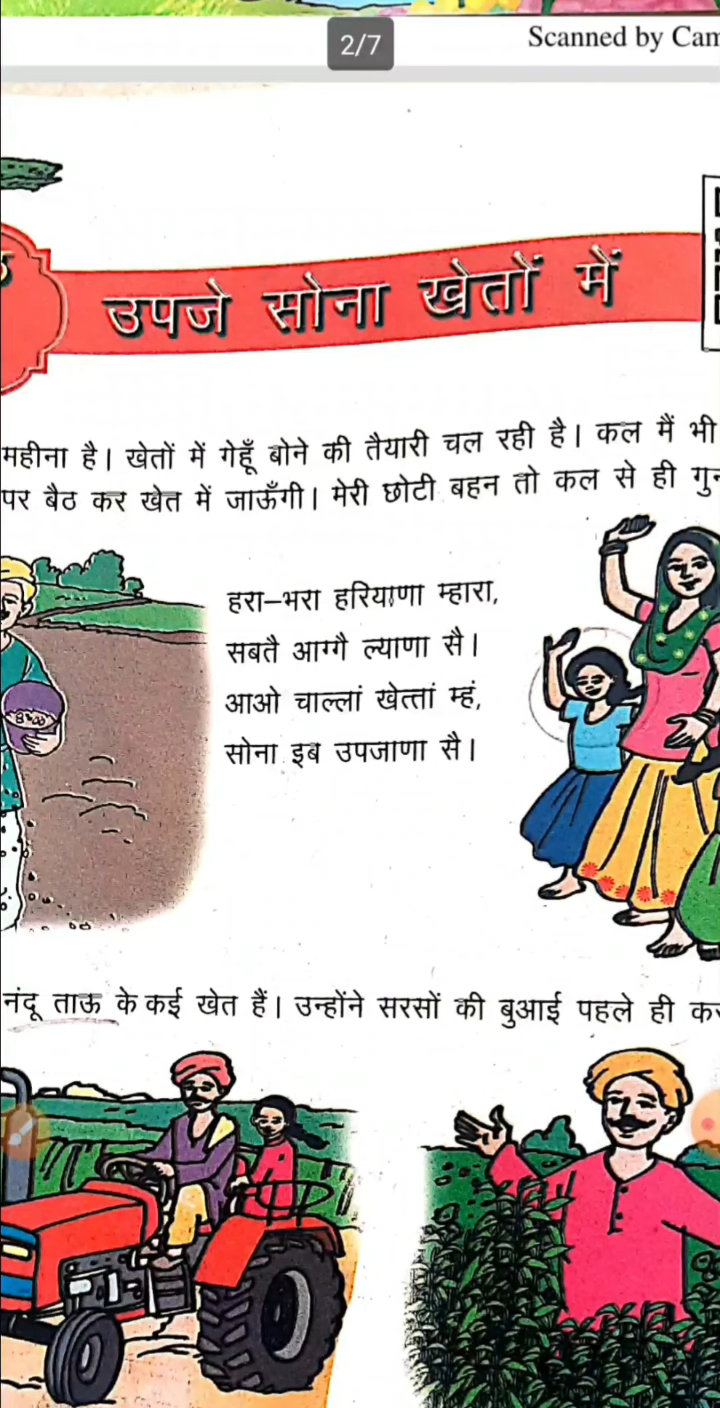 2/7
Scanned by Cam
उपजे सोना खेतों में
महीना है। खेतों में गेहूँ बोने की तैयारी चल रही है। कल मैं भी
पर बैठ कर खेत में जाऊँगी। मेरी छोटी बहन तो कल से ही गु
हरा-भरा हरियाणा म्हारा,
सबतै आग्गै ल्याणा सै।
आओ चाल्लां खेत्तां म्हं,
सोना इब उपजाणा सै।
नंदू ताऊ के कई खेत हैं। उन्होंने सरसों की बुआई पहले ही क